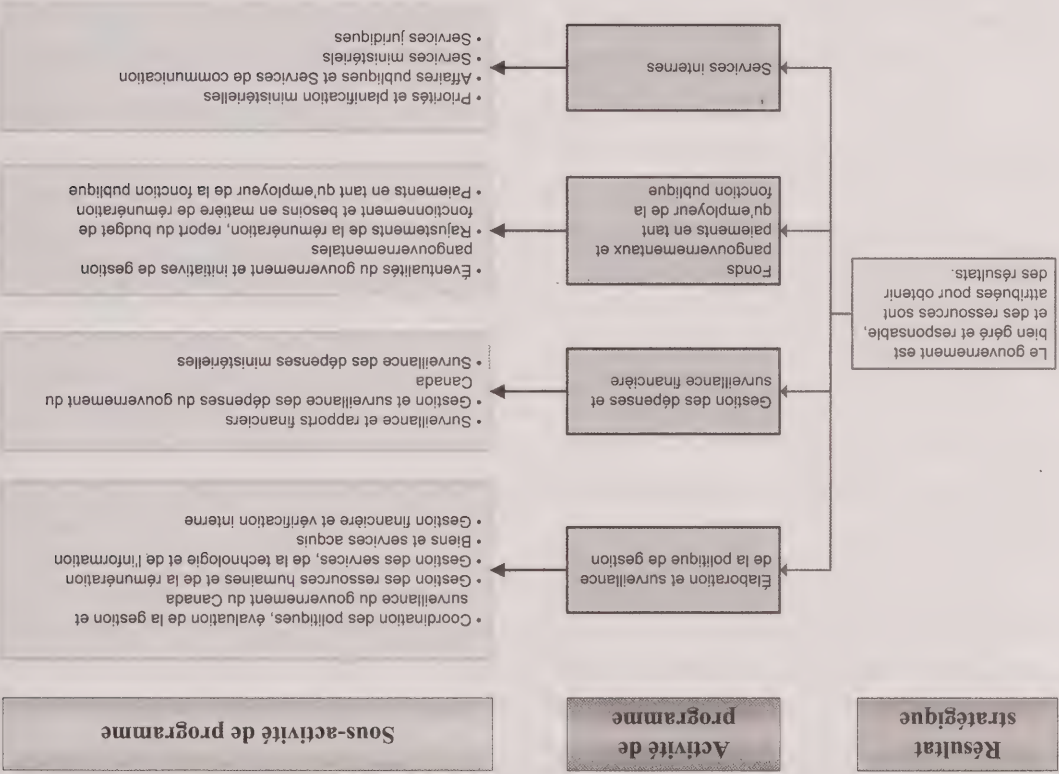 Résultat
stratégique
Activité de
programme
Sous-activité de programme
Le gouvernement est
bien géré et responsable,
et des ressources sont
attribuées pour obtenir
des résultats.
Élaboration et surveillance
de la politique de gestion
• Coordination des politiques, évaluation de la gestion et
surveillance du gouvernement du Canada
• Gestion des ressources humaines et de la rémunération
• Gestion des services, de la technologie et de l'information
• Biens et services acquis
• Gestion financière et vérification interne
Gestion des dépenses et
surveillance financière
• Surveillance et rapports financiers
• Gestion et surveillance des dépenses du gouvernement du
Canada
• Surveillance des dépenses ministérielles
Fonds
pangouvernementaux et
paiements en tant
qu'employeur de la
fonction publique
• Éventualités du gouvernement et initiatives de gestion
pangouvernementales
• Rajustements de la rémunération, report du budget de
fonctionnement et besoins en matière de rémunération
• Paiements en tant qu'employeur de la fonction publique
Services internes
• Priorités et planification ministérielles
• Affaires publiques et Services de communication
• Services ministériels
• Services juridiques